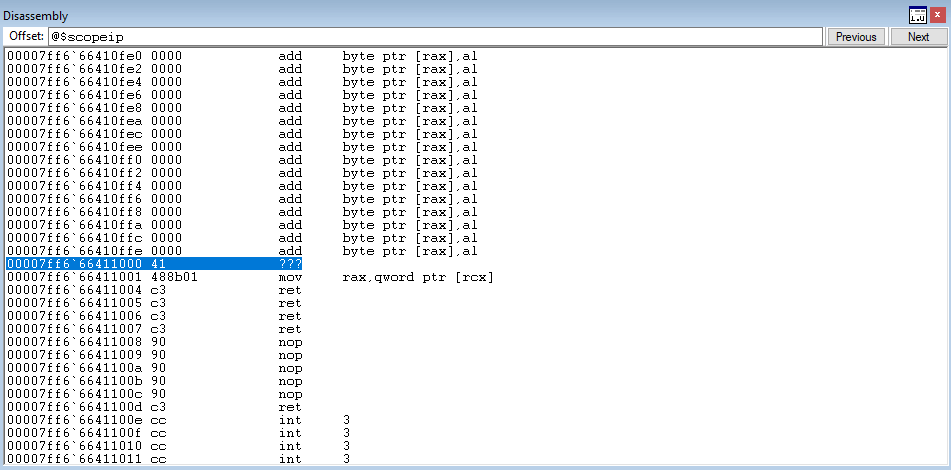 Disassembly
Offset: @$scopeip Previous Next
00007ff6`66410fe0 0000 add byte ptr [rax],al
00007ff6`66410fe2 0000 add byte ptr [rax],al
00007ff6`66410fe4 0000 add byte ptr [rax],al
00007ff6`66410fe6 0000 add byte ptr [rax],al
00007ff6`66410fe8 0000 add byte ptr [rax],al
00007ff6`66410fea 0000 add byte ptr [rax],al
00007ff6`66410fec 0000 add byte ptr [rax],al
00007ff6`66410fee 0000 add byte ptr [rax],al
00007ff6`66410ff0 0000 add byte ptr [rax],al
00007ff6`66410ff2 0000 add byte ptr [rax],al
00007ff6`66410ff4 0000 add byte ptr [rax],al
00007ff6`66410ff6 0000 add byte ptr [rax],al
00007ff6`66410ff8 0000 add byte ptr [rax],al
00007ff6`66410ffa 0000 add byte ptr [rax],al
00007ff6`66410ffc 0000 add byte ptr [rax],al
00007ff6`66410ffe 0000 add byte ptr [rax],al
00007ff6`66411000 41 ???
00007ff6`66411001 488b01 mov rax,qword ptr [rcx]
00007ff6`66411004 c3 ret
00007ff6`66411005 c3 ret
00007ff6`66411006 c3 ret
00007ff6`66411007 c3 ret
00007ff6`66411008 90 nop
00007ff6`66411009 90 nop
00007ff6`6641100a 90 nop
00007ff6`6641100b 90 nop
00007ff6`6641100c 90 nop
00007ff6`6641100d c3 ret
00007ff6`6641100e cc int 3
00007ff6`6641100f cc int 3
00007ff6`66411010 cc int 3
00007ff6`66411011 cc int 3